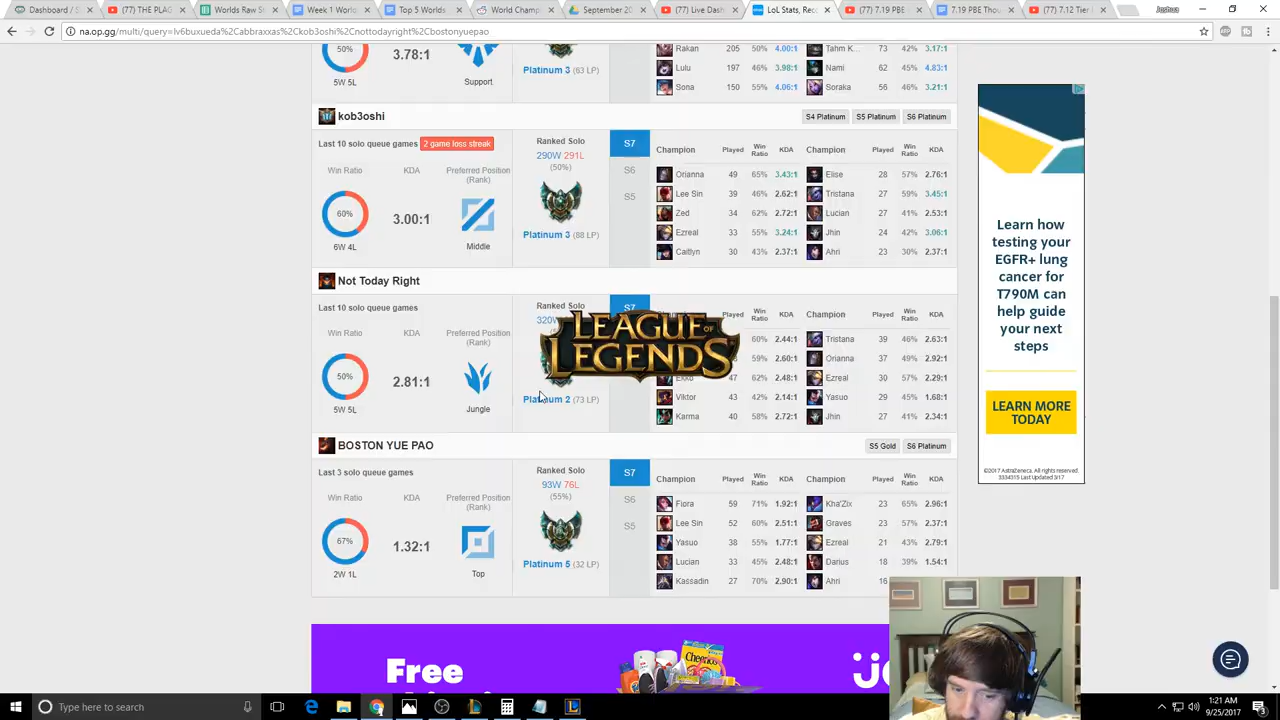 Dashboard / S
THE PLAG
Worlds Raw S
Week 1 Worko
Top 5 Worlds
World Champi
September 20
Live Dash
LoL Stats, Reco
7.19 PBE
7.19 PBE Thou
7.12 Tier
Joshua
na.op.gg/multi/query=lv6buxueda%2cabbraxxas%2ckob3oshi%2cnottodayright%2cbostonyuepao
50%
5W 5L
3.78:1
Support
Platinum 3 (63 LP)
Rakan 205 50% 4.00:1 Tahm K... 73 42% 3.17:1
Lulu 197 46% 3.98:1 Nami 62 45% 4.83:1
Sona 150 55% 4.06:1 Soraka 56 46% 3.21:1
kob3oshi
S4 Platinum S5 Platinum S6 Platinum
Last 10 solo queue games 2 game loss streak
Win Ratio KDA Preferred Position (Rank)
60%
6W 4L
3.00:1
Middle
Ranked Solo
290W 291L
(50%)
Platinum 3 (88 LP)
S7
S6
S5
Champion Played Win Ratio KDA Champion Played Win Ratio KDA
Orianna 49 65% 3.43:1 Elise 28 57% 2.76:1
Lee Sin 39 46% 2.62:1 Tristana 27 59% 3.45:1
Zed 34 62% 2.72:1 Lucian 27 41% 2.53:1
Ezreal 33 55% 3.24:1 Jhin 24 42% 3.06:1
Caitlyn 30 43% 2.37:1 Ahri 23 30% 2.37:1
Not Today Right
Last 10 solo queue games
Win Ratio KDA Preferred Position (Rank)
50%
5W 5L
2.81:1
Jungle
Ranked Solo
320W
Platinum 2 (73 LP)
S7
LEAGUE OF LEGENDS
Played Win Ratio KDA Champion Played Win Ratio KDA
60% 2.44:1 Tristana 39 46% 2.63:1
59% 2.60:1 Orianna 37 49% 2.92:1
Ekko 47 62% 2.48:1 Ezreal 30 57% 2.29:1
Viktor 43 42% 2.14:1 Yasuo 29 45% 1.68:1
Karma 40 58% 2.72:1 Jhin 27 41% 2.34:1
BOSTON YUE PAO
S5 Gold S6 Platinum
Last 3 solo queue games
Win Ratio KDA Preferred Position (Rank)
67%
2W 1L
1.32:1
Top
Ranked Solo
93W 76L
(55%)
Platinum 5 (32 LP)
S7
S6
S5
Champion Played Win Ratio KDA Champion Played Win Ratio KDA
Fiora 59 71% 1.92:1 Kha'Zix 23 65% 2.96:1
Lee Sin 52 60% 2.51:1 Graves 23 57% 2.37:1
Yasuo 38 55% 1.77:1 Ezreal 21 43% 2.79:1
Lucian 33 45% 2.48:1 Darius 18 39% 1.54:1
Kassadin 27 70% 2.90:1 Ahri 16
Learn how
testing your
EGFR+ lung
cancer for
T790M can
help guide
your next
steps
LEARN MORE
TODAY
©2017 AstraZeneca. All rights reserved.
3334315 Last Updated 5/17
Free
Cheerios
je
Type here to search
1:21 AM
9/25/2017
3